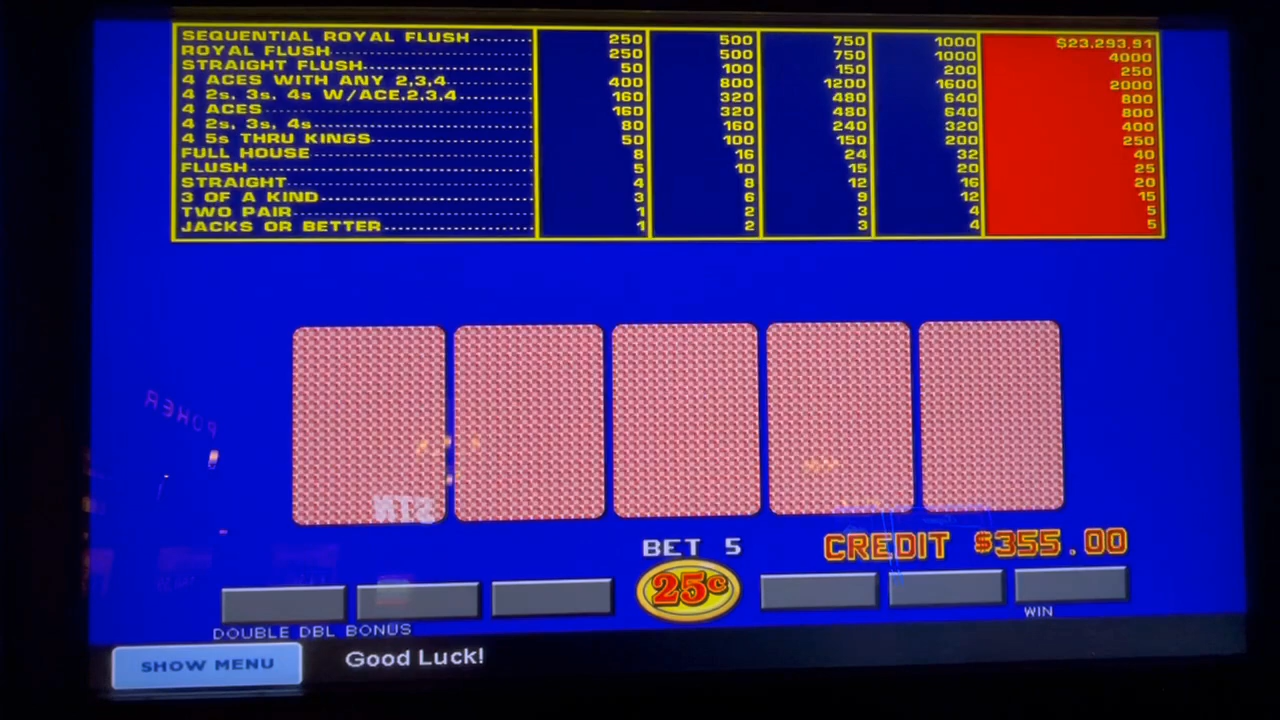 SEQUENTIAL ROYAL FLUSH 250 500 750 1000 $23,293.91
ROYAL FLUSH 250 500 750 1000 4000
STRAIGHT FLUSH 50 100 150 200 250
4 ACES WITH ANY 2,3,4 400 800 1200 1600 2000
4 2s, 3s, 4s W/ACE,2,3,4 160 320 480 640 800
4 ACES 160 320 480 640 800
4 2s, 3s, 4s 80 160 240 320 400
4 5s THRU KINGS 50 100 150 200 250
FULL HOUSE 8 16 24 32 40
FLUSH 5 10 15 20 25
STRAIGHT 4 8 12 16 20
3 OF A KIND 3 6 9 12 15
TWO PAIR 1 2 3 4 5
JACKS OR BETTER 1 2 3 4 5
POKER
BET 5 CREDIT $355.00
25¢
WIN
DOUBLE DBL BONUS
SHOW MENU Good Luck!